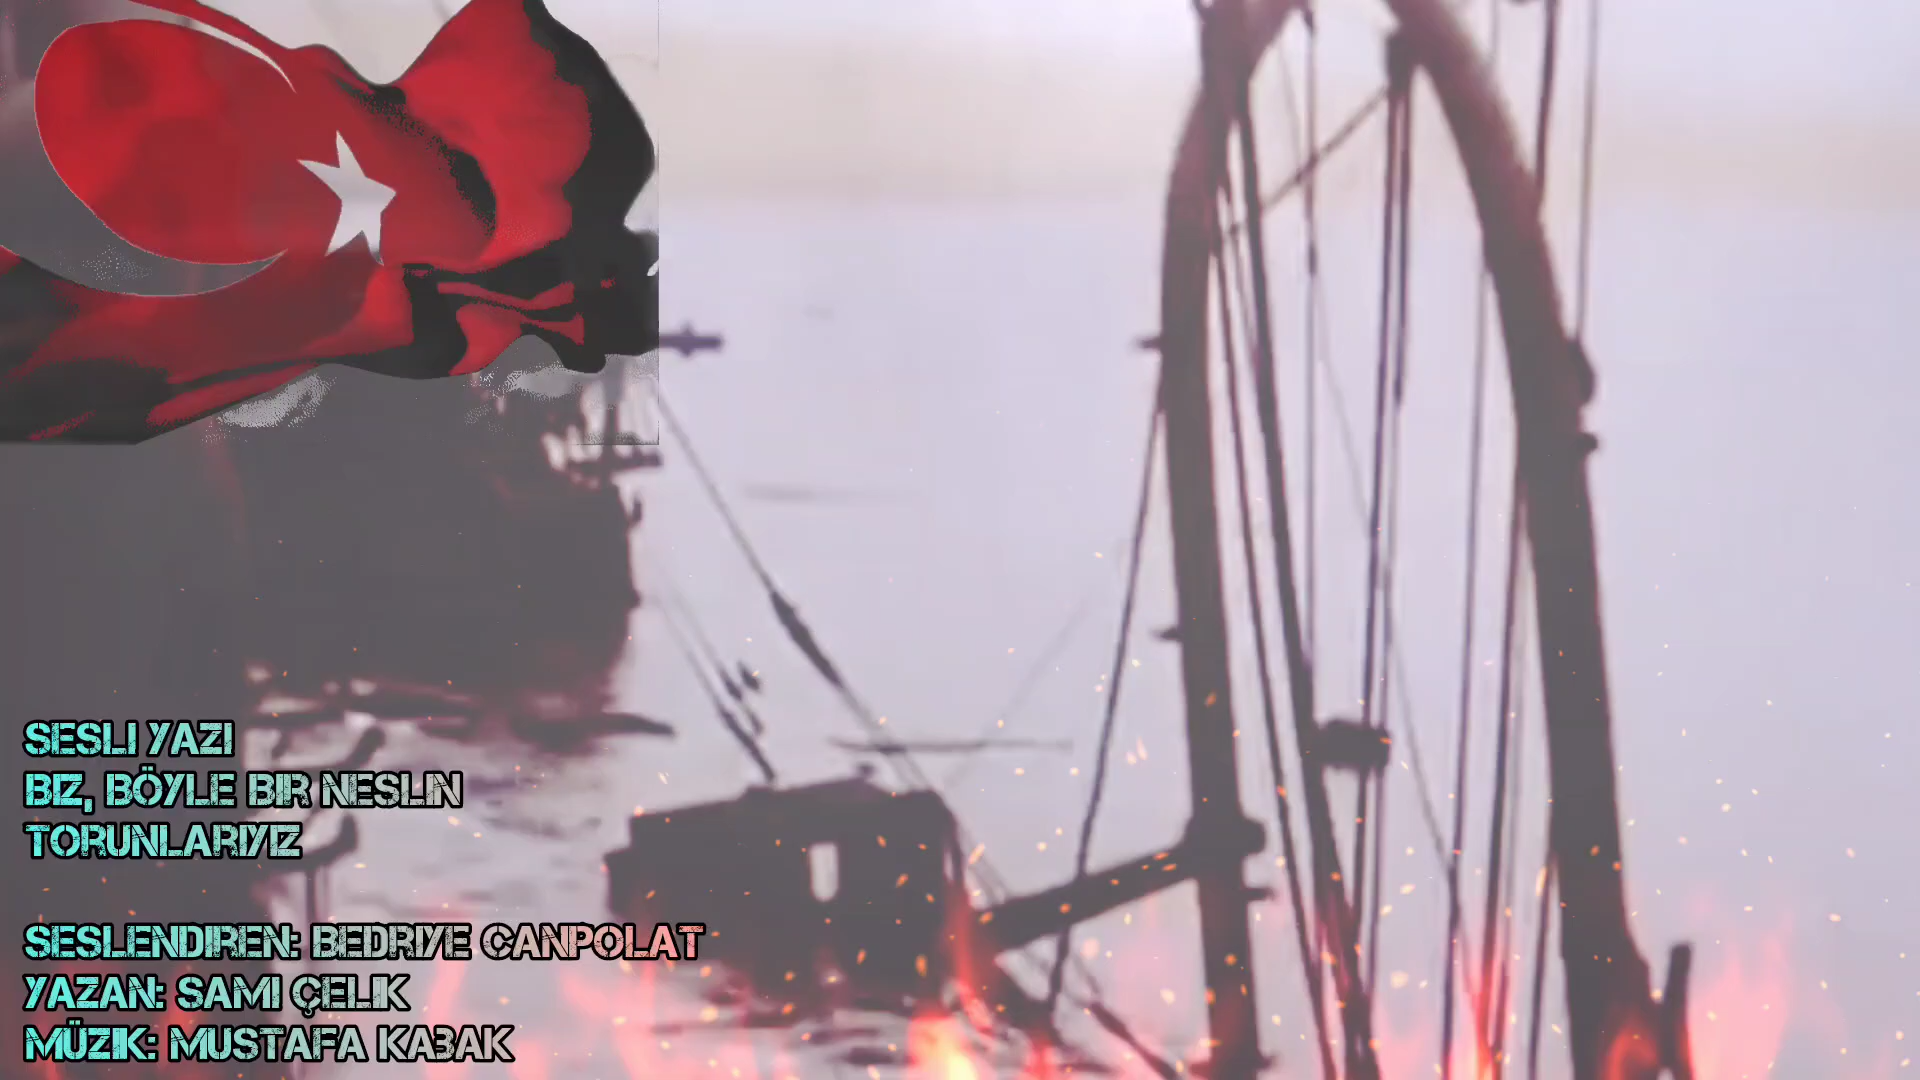 SESLI YAZI
BIZ, BÖYLE BIR NESLIN
TORUNLARIYIZ
SESLENDIREN: BEDRIYE CANPOLAT
YAZAN: SAMI ÇELIK
MÜZIK: MUSTAFA KABAK